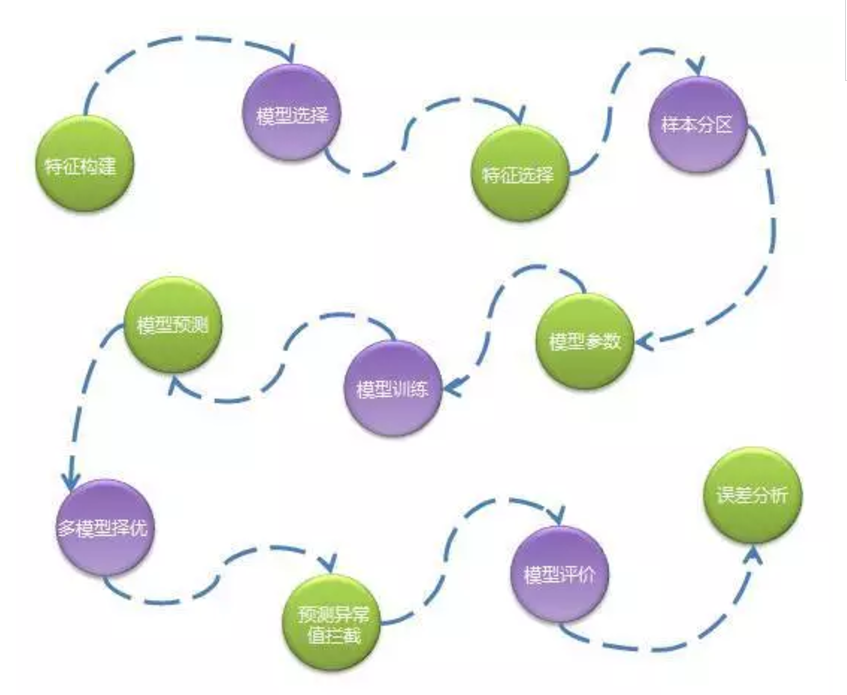 特征构建
模型选择
特征选择
样本分区
模型参数
模型训练
模型预测
多模型择优
预测异常
值拦截
模型评价
误差分析